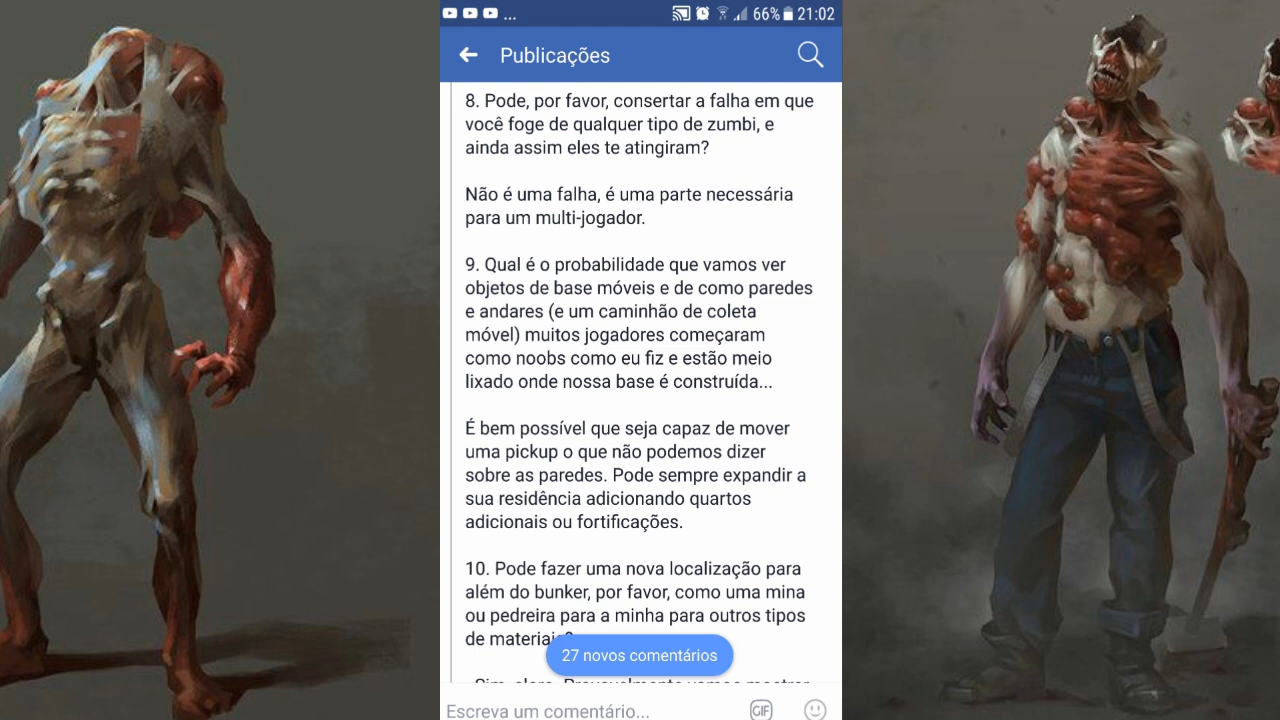 ... 66% 21:02
Publicações
8. Pode, por favor, consertar a falha em que
você foge de qualquer tipo de zumbi, e
ainda assim eles te atingiram?
Não é uma falha, é uma parte necessária
para um multi-jogador.
9. Qual é o probabilidade que vamos ver
objetos de base móveis e de como paredes
e andares (e um caminhão de coleta
móvel) muitos jogadores começaram
como noobs como eu fiz e estão meio
lixado onde nossa base é construída...
É bem possível que seja capaz de mover
uma pickup o que não podemos dizer
sobre as paredes. Pode sempre expandir a
sua residência adicionando quartos
adicionais ou fortificações.
10. Pode fazer uma nova localização para
além do bunker, por favor, como uma mina
ou pedreira para a minha para outros tipos
de materiais?
27 novos comentários
Escreva um comentário...
GIF